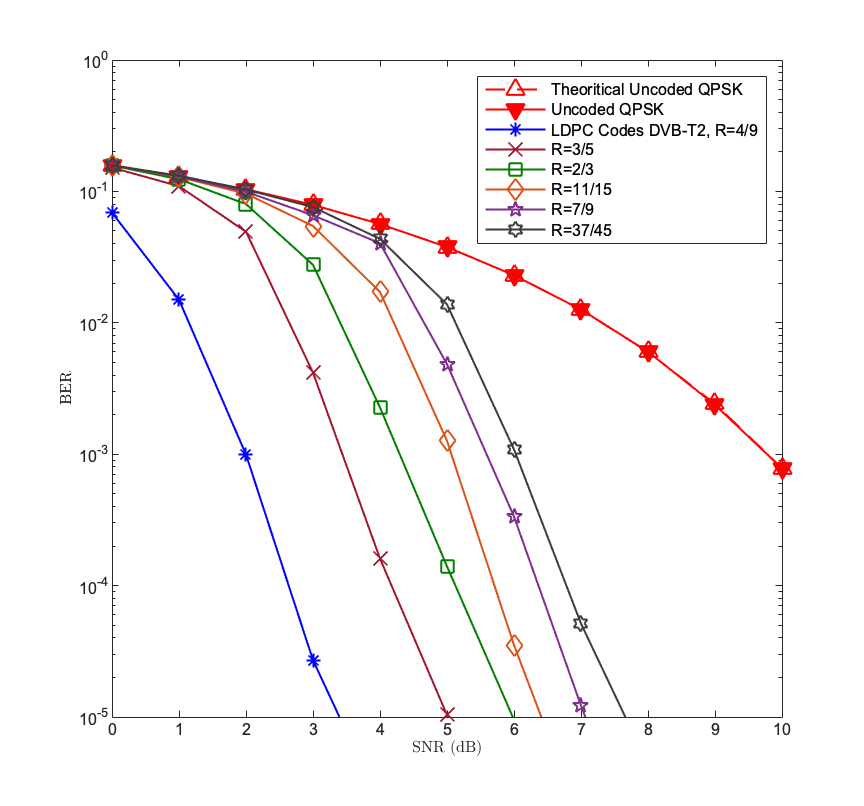 Theoritical Uncoded QPSK
Uncoded QPSK
LDPC Codes DVB-T2, R=4/9
R=3/5
R=2/3
R=11/15
R=7/9
R=37/45
10^0
10^-1
10^-2
10^-3
10^-4
10^-5
BER
0 1 2 3 4 5 6 7 8 9 10
SNR (dB)